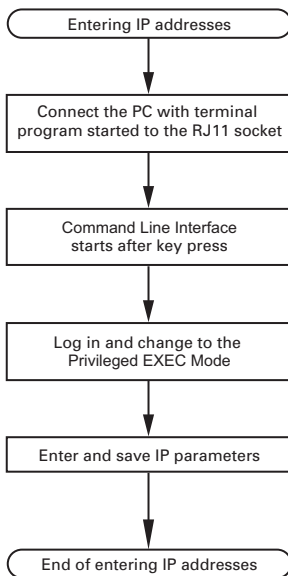 Entering IP addresses
Connect the PC with terminal
program started to the RJ11 socket
Command Line Interface
starts after key press
Log in and change to the
Privileged EXEC Mode
Enter and save IP parameters
End of entering IP addresses